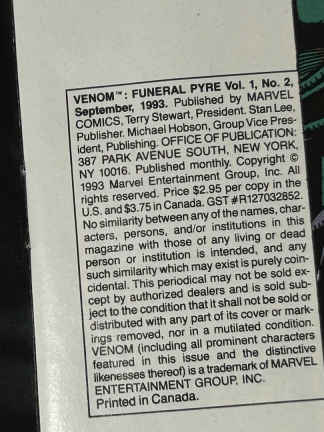 VENOM™: FUNERAL PYRE Vol. 1, No. 2,
September, 1993. Published by MARVEL
COMICS, Terry Stewart, President. Stan Lee,
Publisher. Michael Hobson, Group Vice Pres-
ident, Publishing. OFFICE OF PUBLICATION:
387 PARK AVENUE SOUTH, NEW YORK,
NY 10016. Published monthly. Copyright ©
1993 Marvel Entertainment Group, Inc. All
rights reserved. Price $2.95 per copy in the
U.S. and $3.75 in Canada. GST #R127032852.
No similarity between any of the names, char-
acters, persons, and/or institutions in this
magazine with those of any living or dead
person or institution is intended, and any
such similarity which may exist is purely coin-
cidental. This periodical may not be sold ex-
cept by authorized dealers and is sold sub-
ject to the condition that it shall not be sold or
distributed with any part of its cover or mark-
ings removed, nor in a mutilated condition.
VENOM (including all prominent characters
featured in this issue and the distinctive
likenesses thereof) is a trademark of MARVEL
ENTERTAINMENT GROUP, INC.
Printed in Canada.